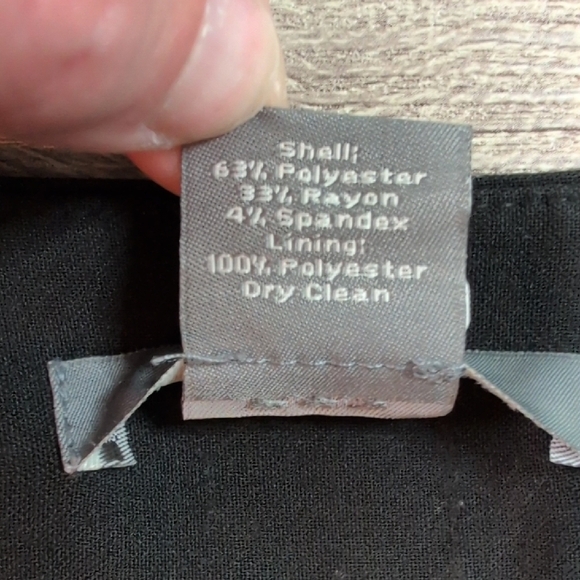 Shell:
63% Polyester
33% Rayon
4% Spandex
Lining:
100% Polyester
Dry Clean